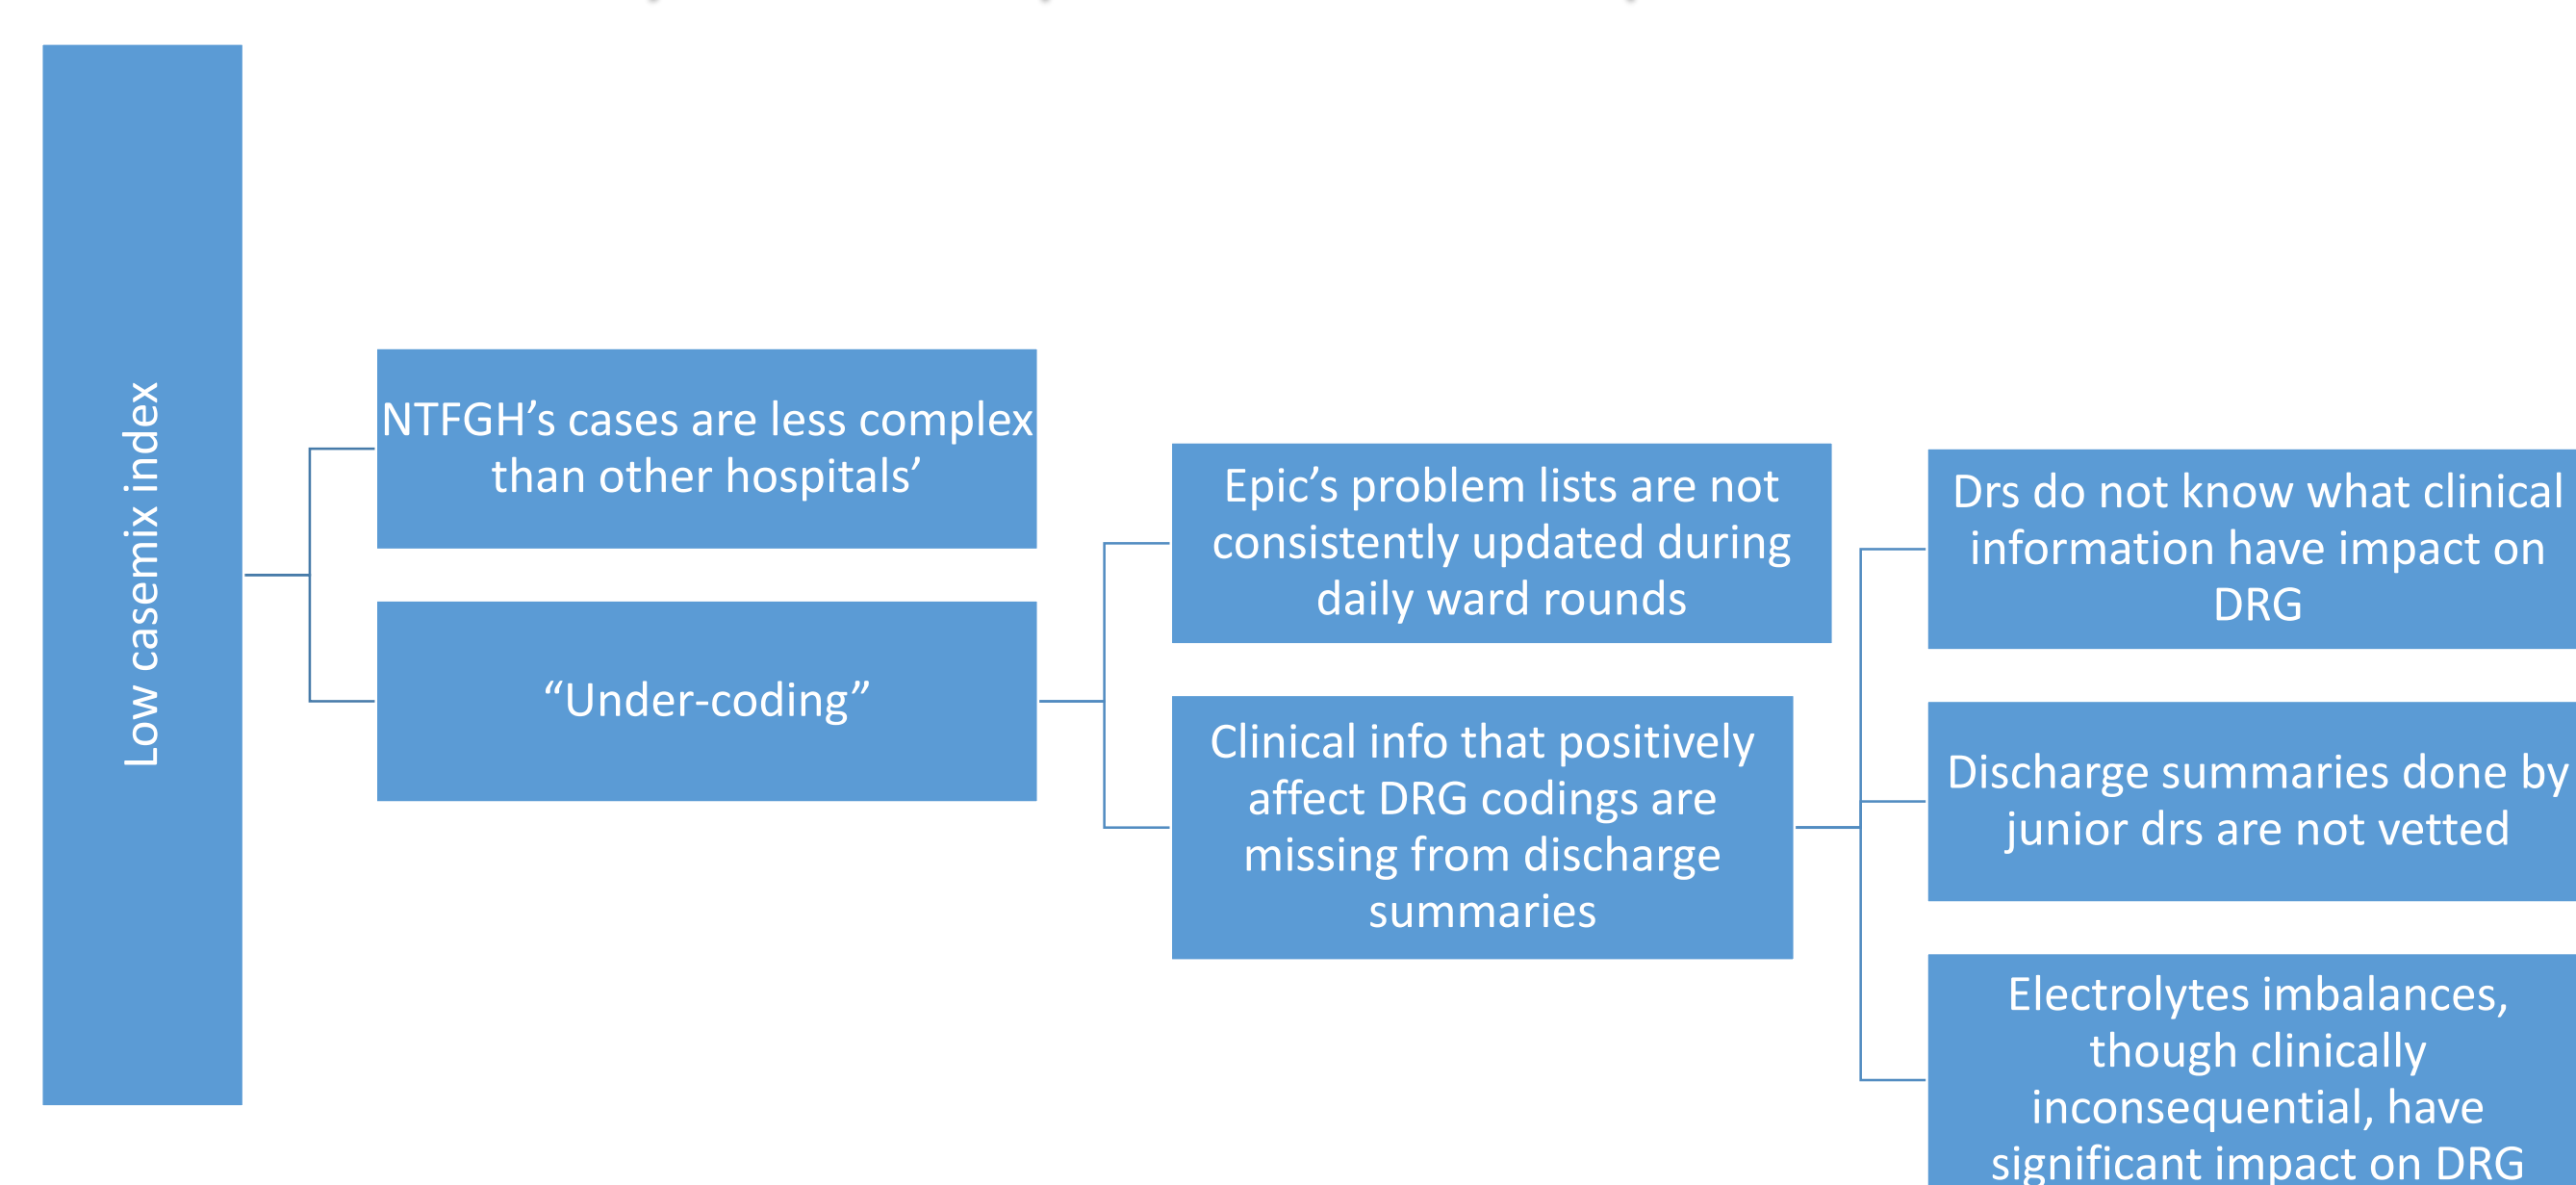 Low casemix index
NTFGH’s cases are less complex
than other hospitals’
“Under-coding”
Epic’s problem lists are not
consistently updated during
daily ward rounds
Clinical info that positively
affect DRG codings are
missing from discharge
summaries
Drs do not know what clinical
information have impact on
DRG
Discharge summaries done by
junior drs are not vetted
Electrolytes imbalances,
though clinically
inconsequential, have
significant impact on DRG